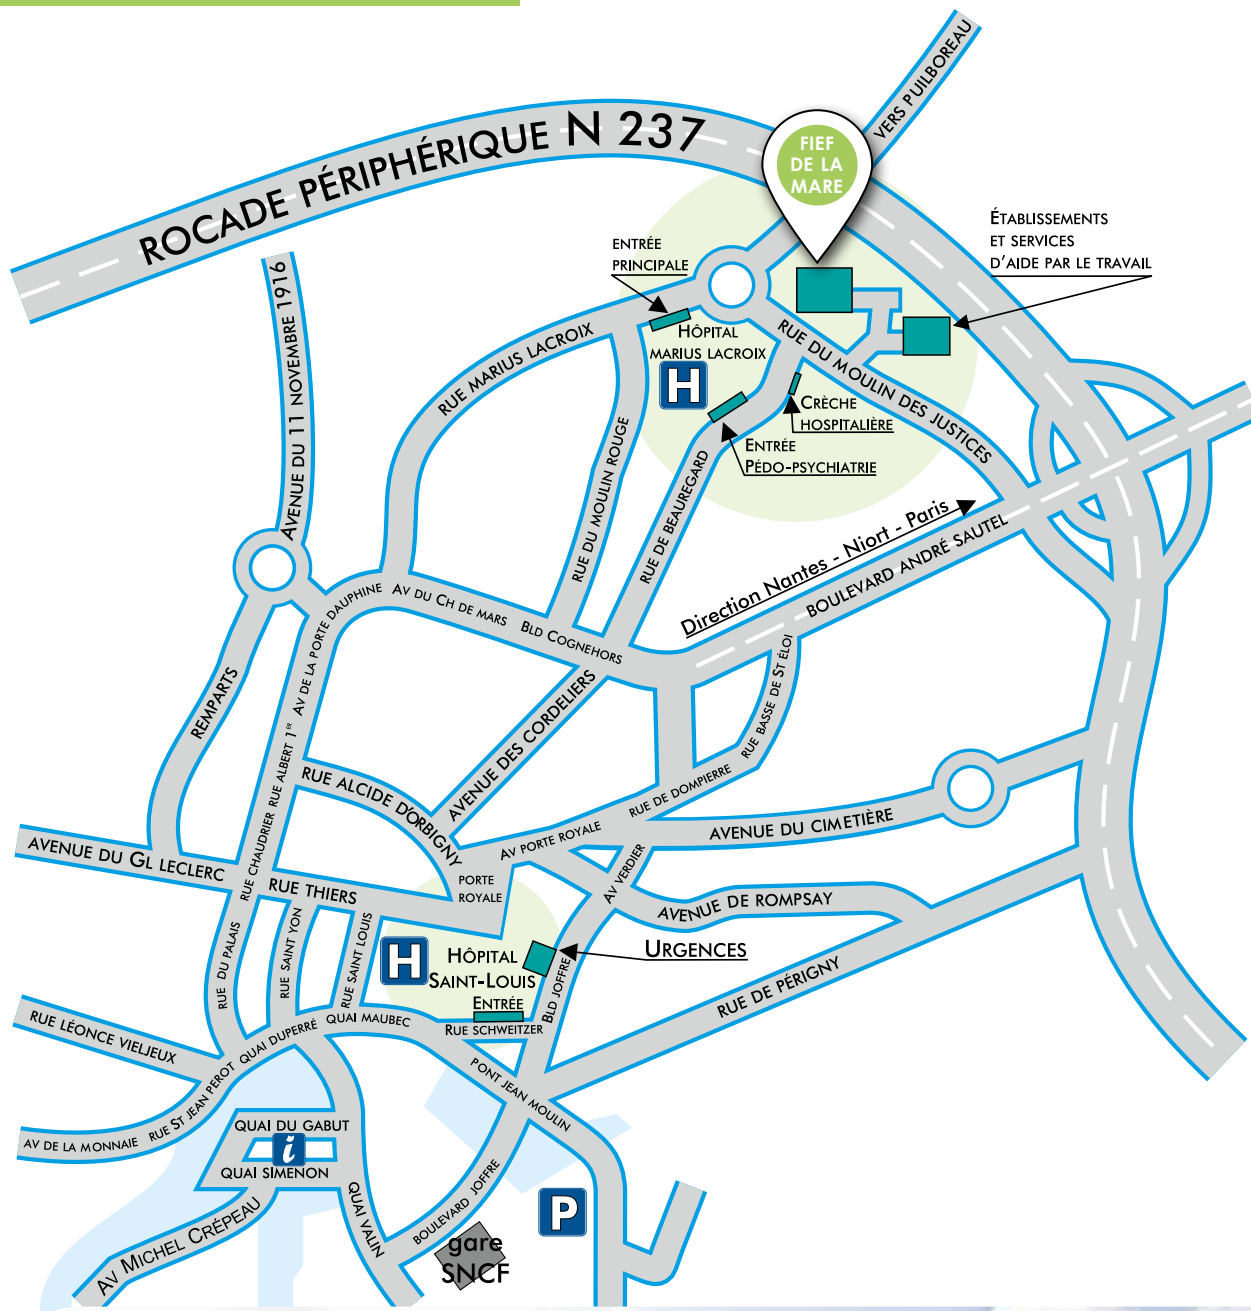 VERS PUILBOREAU
ROCADE PÉRIPHÉRIQUE N 237
FIEF
DE LA
MARE
ÉTABLISSEMENTS
ET SERVICES
D'AIDE PAR LE TRAVAIL
ENTRÉE
PRINCIPALE
HÔPITAL
MARIUS LACROIX
H
RUE MARIUS LACROIX
RUE DU MOULIN DES JUSTICES
CRÈCHE
HOSPITALIÈRE
ENTRÉE
PÉDO-PSYCHIATRIE
AVENUE DU 11 NOVEMBRE 1916
RUE DU MOULIN ROUGE
RUE DE BEAUREGARD
Direction Nantes - Niort - Paris
BOULEVARD ANDRÉ SAUTEL
AV DE LA PORTE DAUPHINE
AV DU CH DE MARS
BLD COGNEHORS
REMPARTS
AVENUE DES CORDELIERS
RUE BASSE DE ST ÉLOI
RUE ALBERT 1ER
RUE ALCIDE D'ORBIGNY
RUE DE DOMPIERRE
AV PORTE ROYALE
AVENUE DU CIMETIÈRE
AVENUE DU GL LECLERC
RUE CHAUDRIER
RUE THIERS
PORTE
ROYALE
AV VERDIER
AVENUE DE ROMPSAY
RUE DU PALAIS
RUE SAINT YON
RUE SAINT LOUIS
H
HÔPITAL
SAINT-LOUIS
ENTRÉE
URGENCES
BLD JOFFRE
RUE DE PÉRIGNY
RUE LÉONCE VIELJEUX
QUAI DUPERRÉ
QUAI MAUBEC
RUE SCHWEITZER
PONT JEAN MOULIN
AV DE LA MONNAIE
RUE ST JEAN PEROT
QUAI DU GABUT
i
QUAI SIMENON
QUAI VALIN
BOULEVARD JOFFRE
P
AV MICHEL CRÉPEAU
gare
SNCF